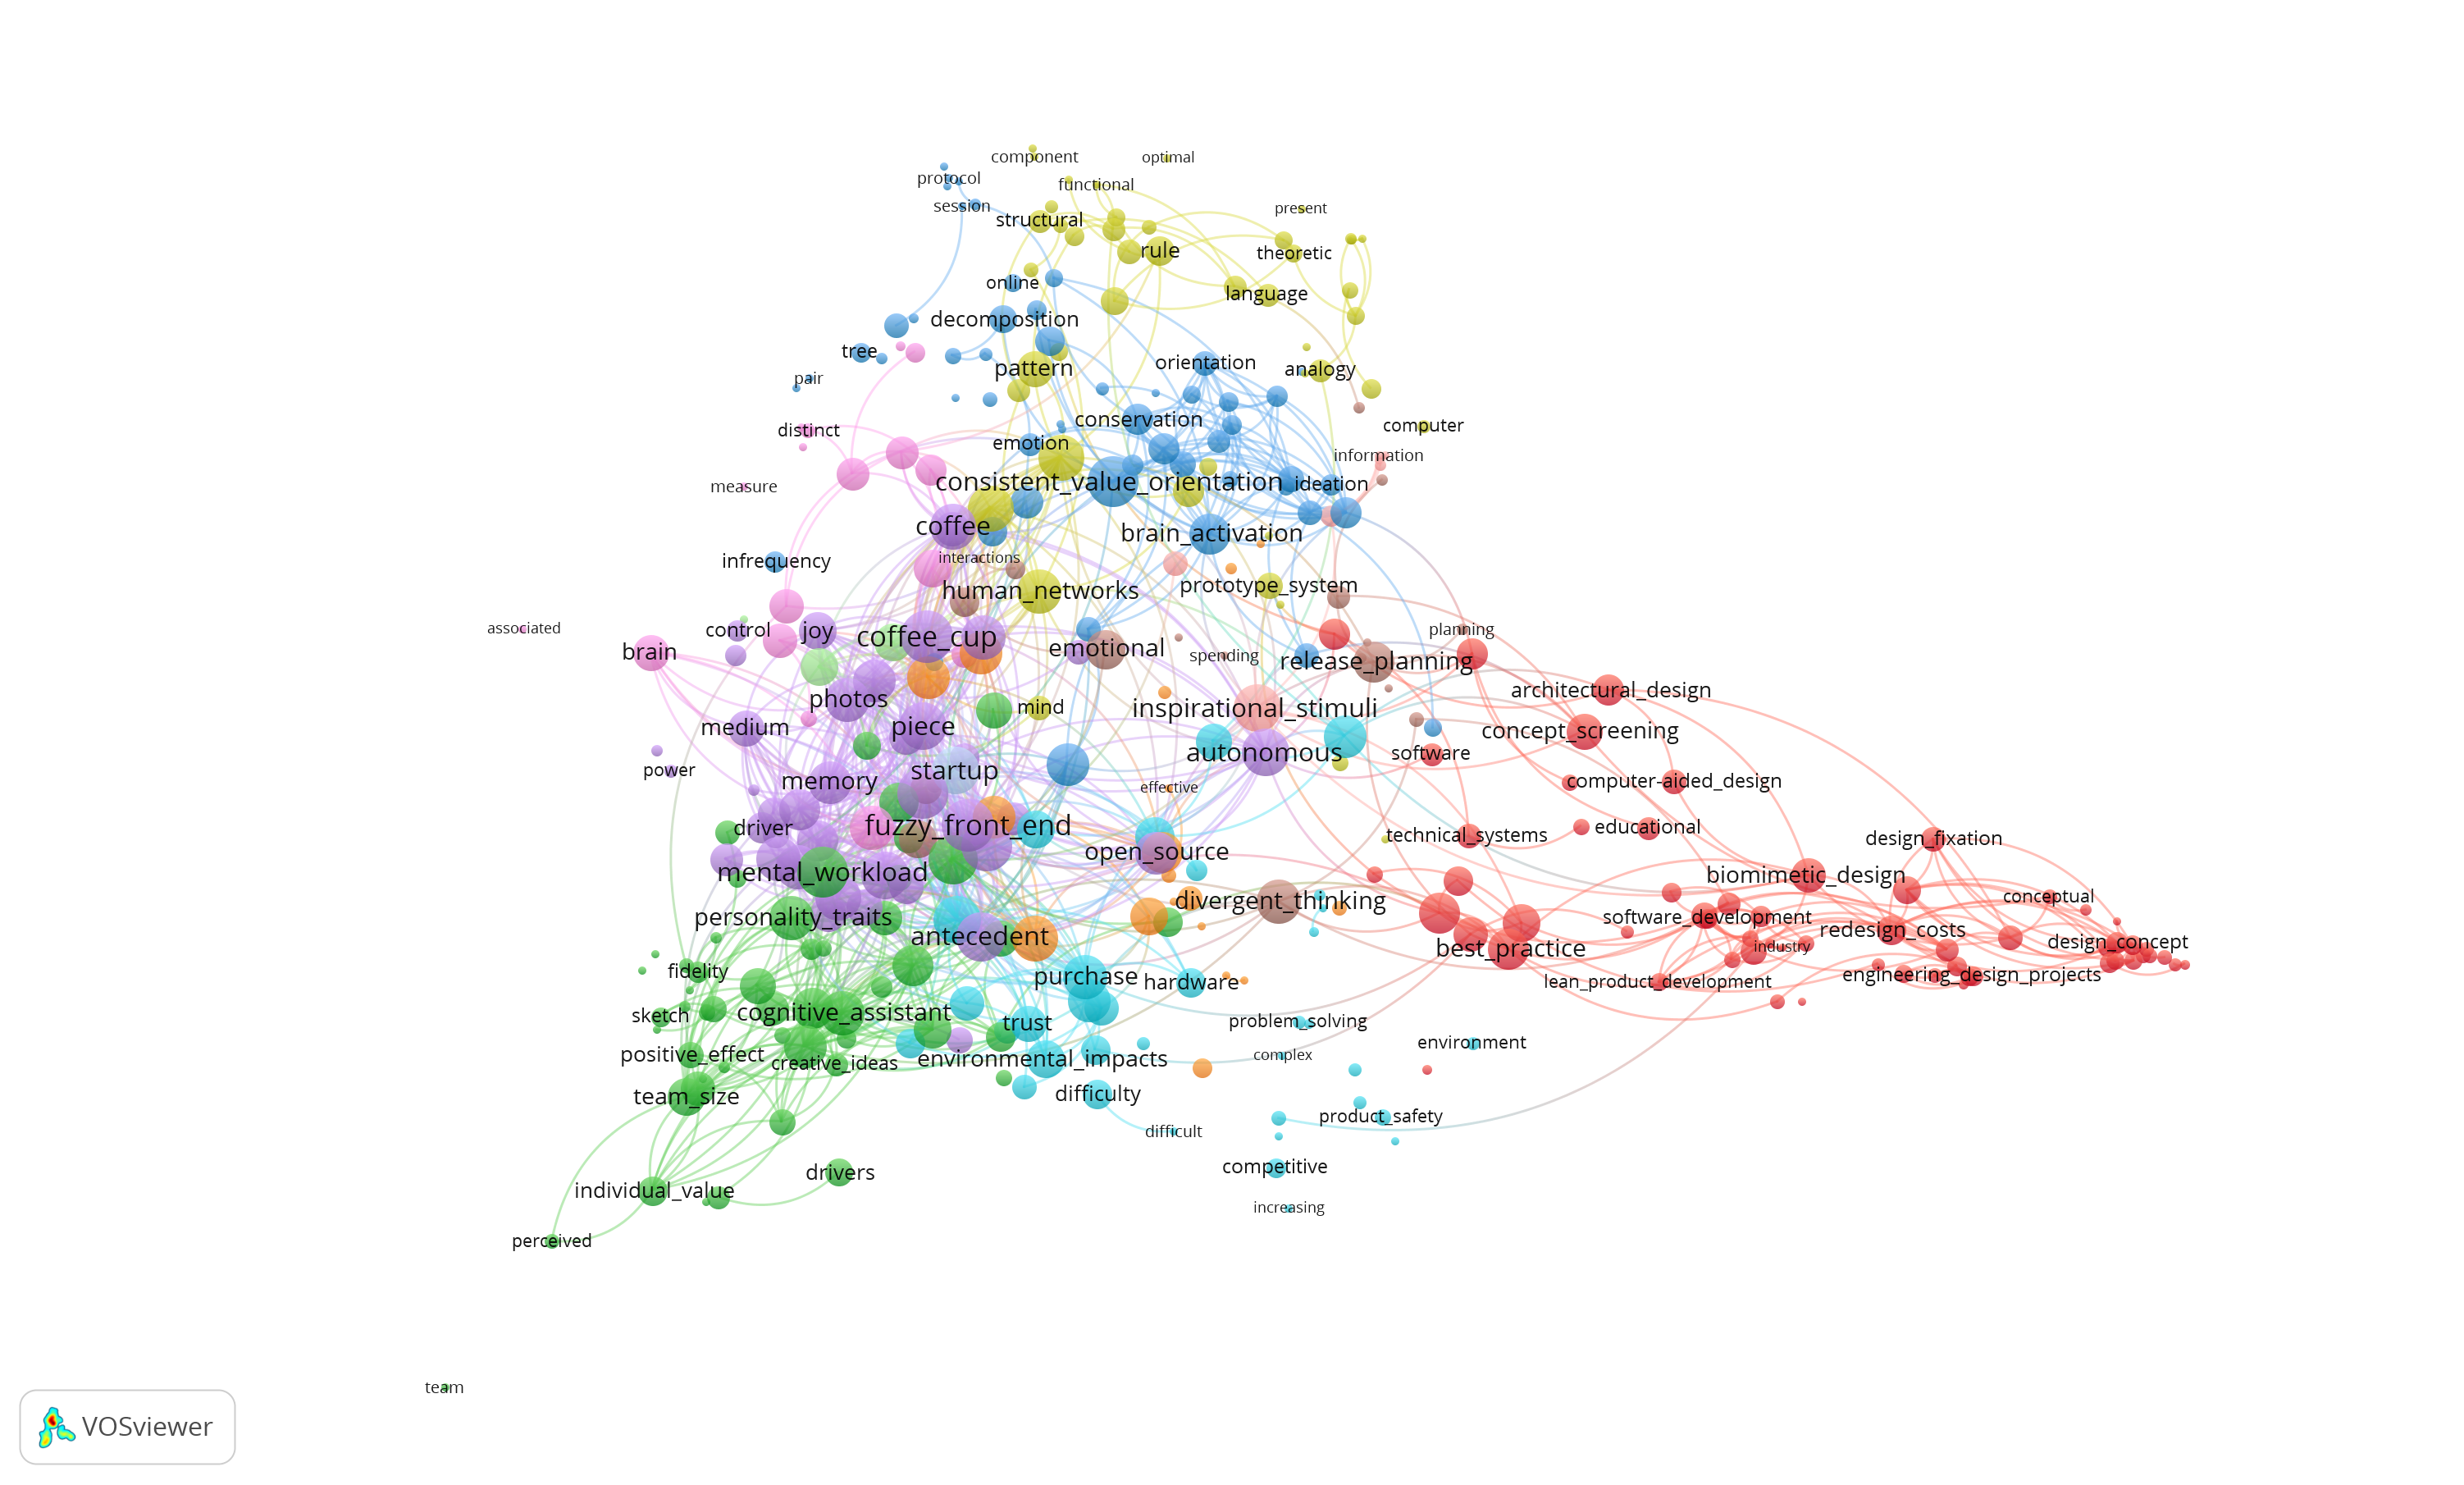 component
optimal
protocol
functional
session
present
structural
rule
theoretic
online
language
decomposition
tree
orientation
pattern
analogy
pair
conservation
computer
distinct
emotion
information
consistent_value_orientation
ideation
measure
coffee
brain_activation
interactions
infrequency
prototype_system
human_networks
associated
control
joy
planning
coffee_cup
brain
emotional
spending
release_planning
architectural_design
photos
mind
inspirational_stimuli
medium
piece
concept_screening
autonomous
software
power
startup
memory
computer-aided_design
effective
driver
fuzzy_front_end
technical_systems
educational
design_fixation
open_source
mental_workload
biomimetic_design
conceptual
divergent_thinking
personality_traits
software_development
redesign_costs
antecedent
best_practice
industry
design_concept
fidelity
purchase
hardware
lean_product_development
engineering_design_projects
sketch
cognitive_assistant
trust
problem_solving
environment
positive_effect
creative_ideas
environmental_impacts
complex
team_size
difficulty
product_safety
difficult
drivers
competitive
individual_value
increasing
perceived
team
VOSviewer